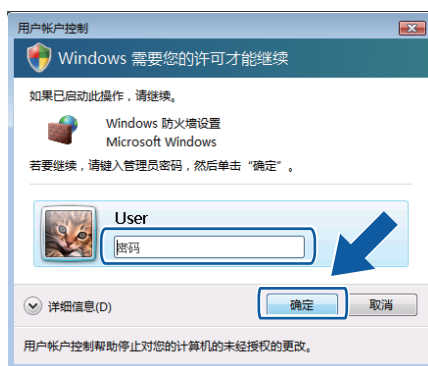 用户帐户控制
Windows 需要您的许可才能继续
如果已启动此操作，请继续。
Windows 防火墙设置
Microsoft Windows
若要继续，请键入管理员密码，然后单击“确定”。
User
密码
详细信息(D)
确定
取消
用户帐户控制帮助停止对您的计算机的未经授权的更改。